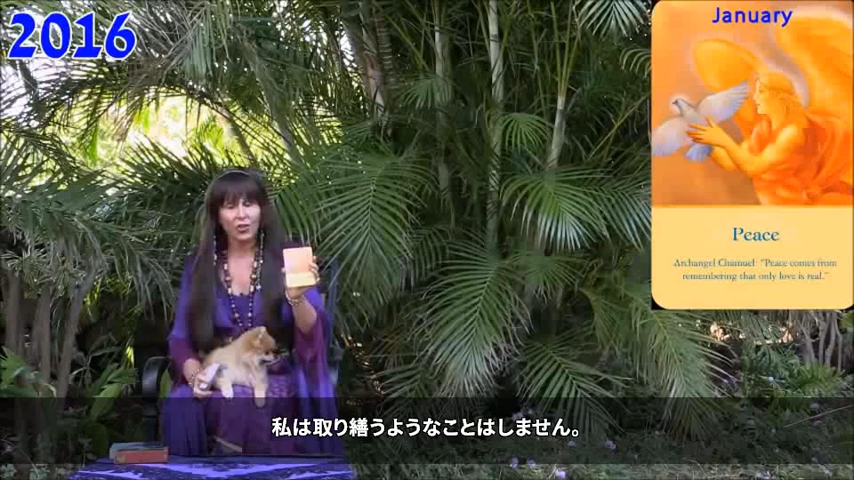 2016
January
Peace
Archangel Chamuel: "Peace comes from
remembering that only love is real."
私は取り繕うようなことはしません。